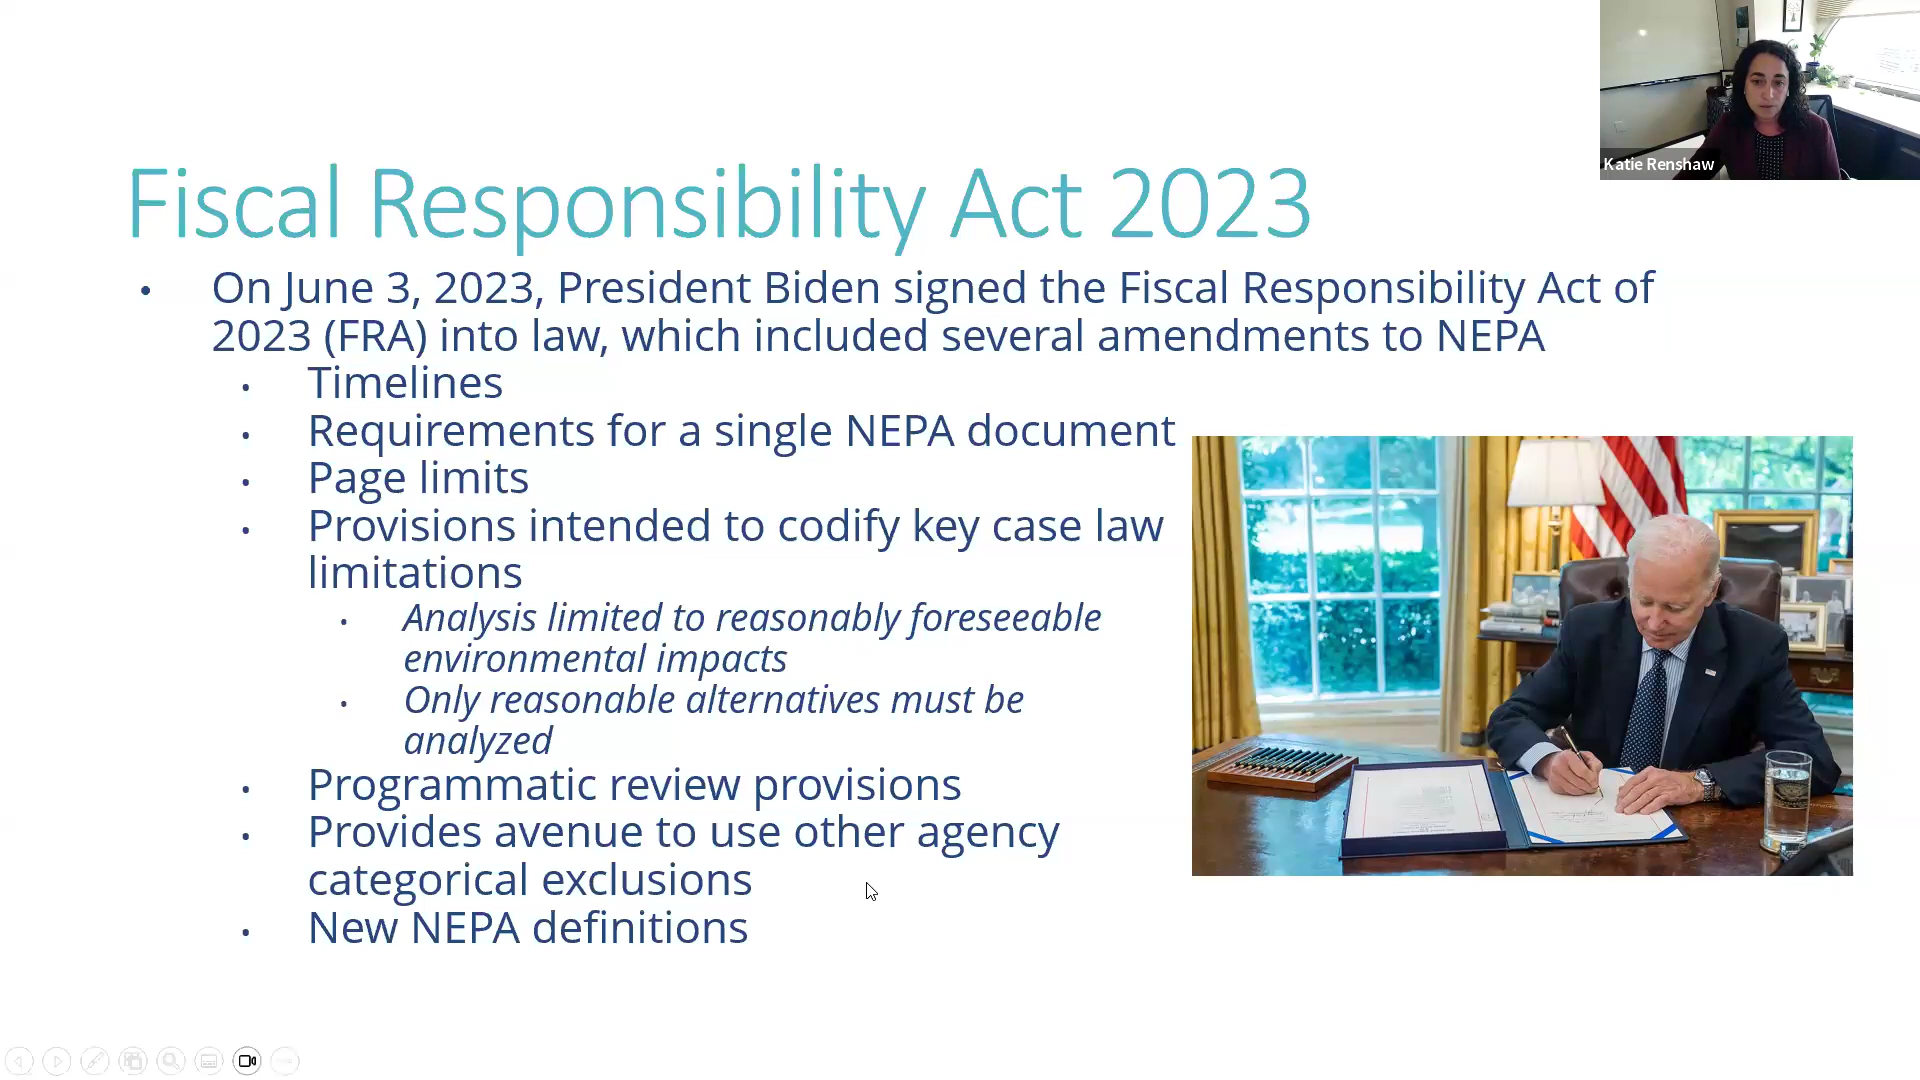 Katie Renshaw
Fiscal Responsibility Act 2023
• On June 3, 2023, President Biden signed the Fiscal Responsibility Act of
2023 (FRA) into law, which included several amendments to NEPA
• Timelines
• Requirements for a single NEPA document
• Page limits
• Provisions intended to codify key case law
limitations
• Analysis limited to reasonably foreseeable
environmental impacts
• Only reasonable alternatives must be
analyzed
• Programmatic review provisions
• Provides avenue to use other agency
categorical exclusions
• New NEPA definitions